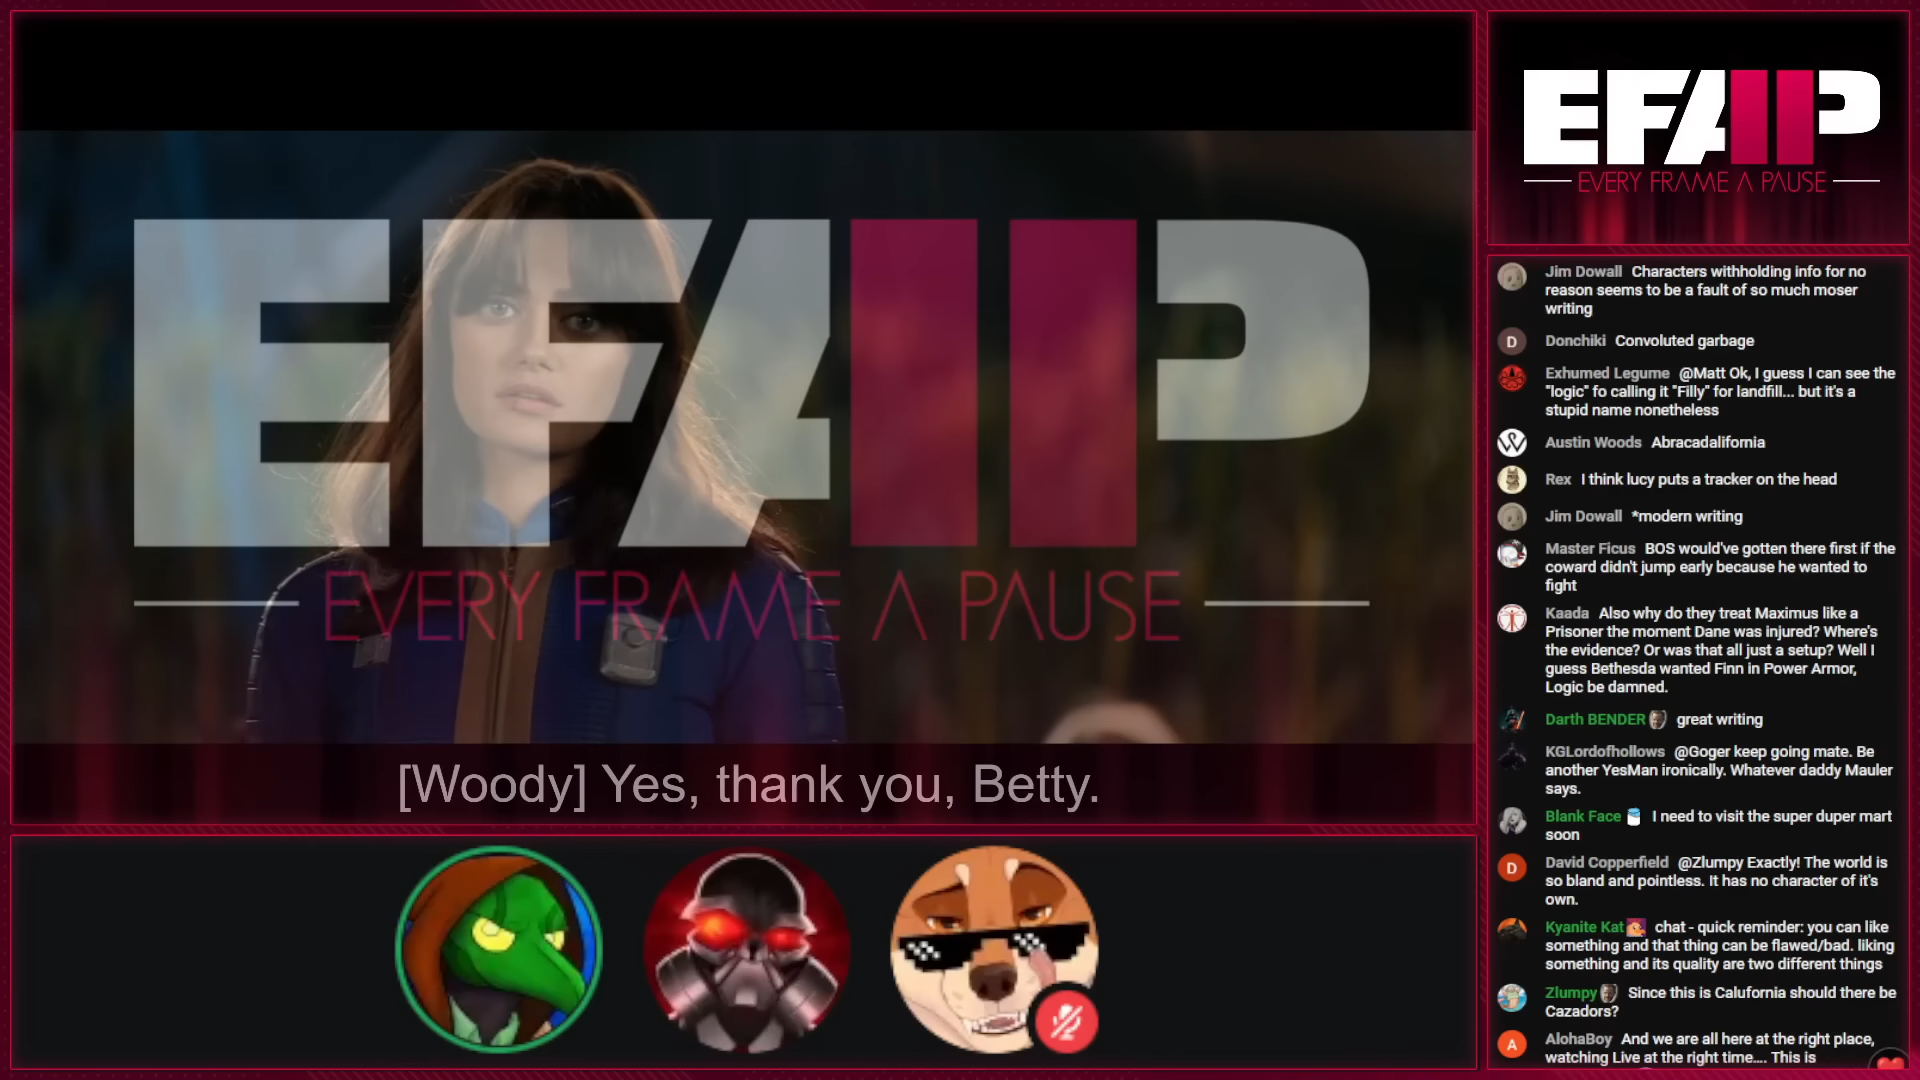 EFAP
EVERY FRAME A PAUSE
[Woody] Yes, thank you, Betty.
EFAP
EVERY FRAME A PAUSE
Jim Dowall Characters withholding info for no
reason seems to be a fault of so much moser
writing
D
Donchiki Convoluted garbage
Exhumed Legume @Matt Ok, I guess I can see the
"logic" fo calling it "Filly" for landfill... but it's a
stupid name nonetheless
Austin Woods Abracadalifornia
Rex I think lucy puts a tracker on the head
Jim Dowall *modern writing
Master Ficus BOS would've gotten there first if the
coward didn't jump early because he wanted to
fight
Kaada Also why do they treat Maximus like a
Prisoner the moment Dane was injured? Where's
the evidence? Or was that all just a setup? Well I
guess Bethesda wanted Finn in Power Armor,
Logic be damned.
Darth BENDER great writing
KGLordofhollows @Goger keep going mate. Be
another YesMan ironically. Whatever daddy Mauler
says.
Blank Face I need to visit the super duper mart
soon
D
David Copperfield @Zlumpy Exactly! The world is
so bland and pointless. It has no character of it's
own.
Kyanite Kat chat - quick reminder: you can like
something and that thing can be flawed/bad. liking
something and its quality are two different things
Zlumpy Since this is Calufornia should there be
Cazadors?
A
AlohaBoy And we are all here at the right place,
watching Live at the right time.... This is